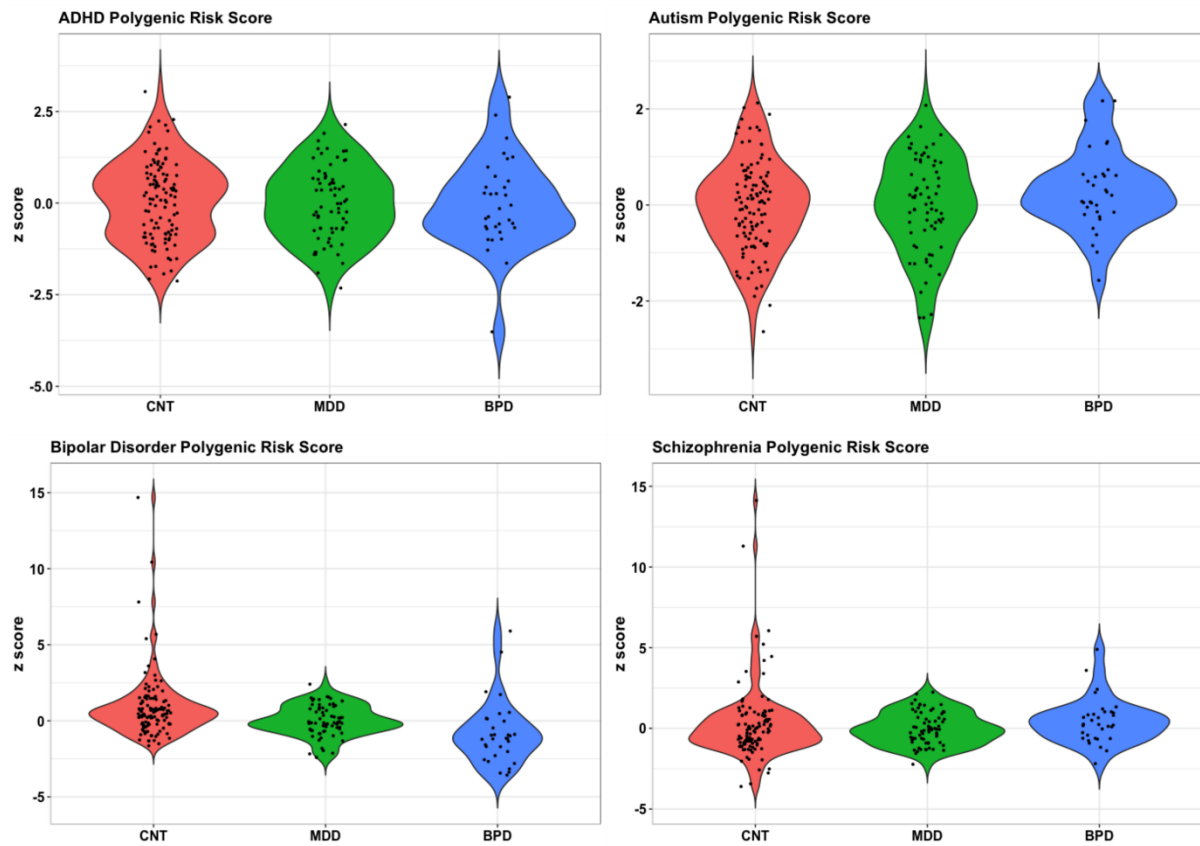 ADHD Polygenic Risk Score
z score
2.5
0.0
-2.5
-5.0
CNT MDD BPD
Autism Polygenic Risk Score
z score
2
0
-2
CNT MDD BPD
Bipolar Disorder Polygenic Risk Score
z score
15
10
5
0
-5
CNT MDD BPD
Schizophrenia Polygenic Risk Score
z score
15
10
5
0
-5
CNT MDD BPD